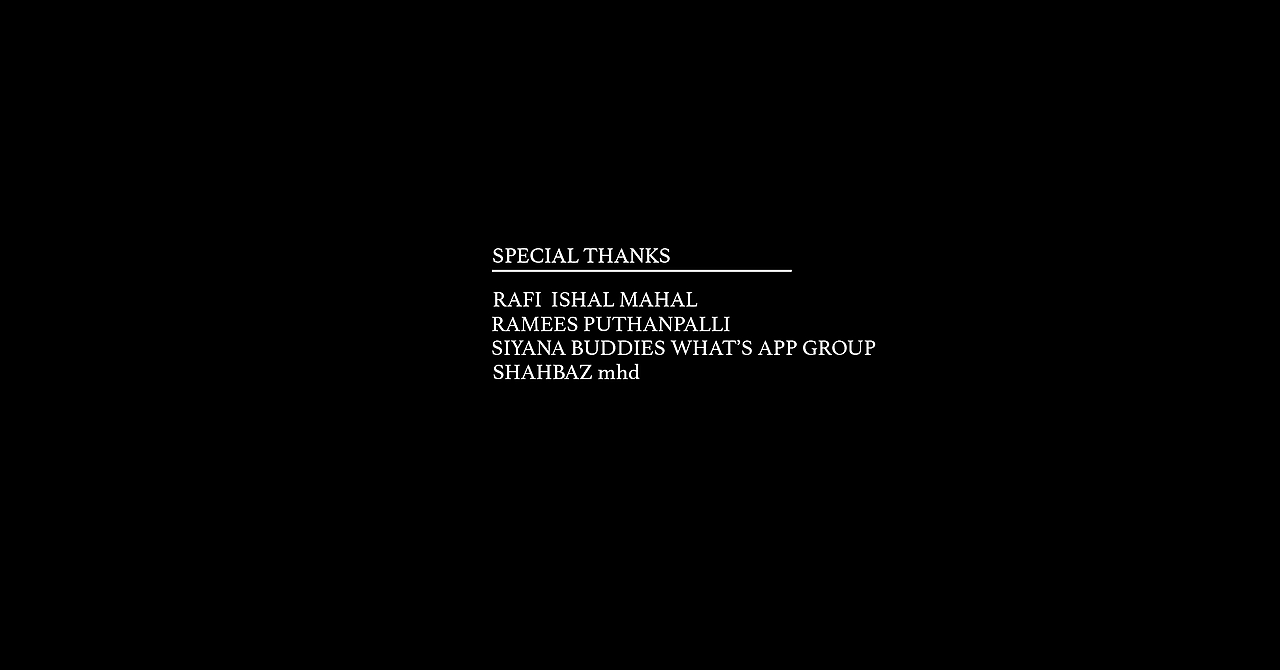 SPECIAL THANKS
RAFI  ISHAL MAHAL
RAMEES PUTHANPALLI
SIYANA BUDDIES WHAT’S APP GROUP
SHAHBAZ mhd